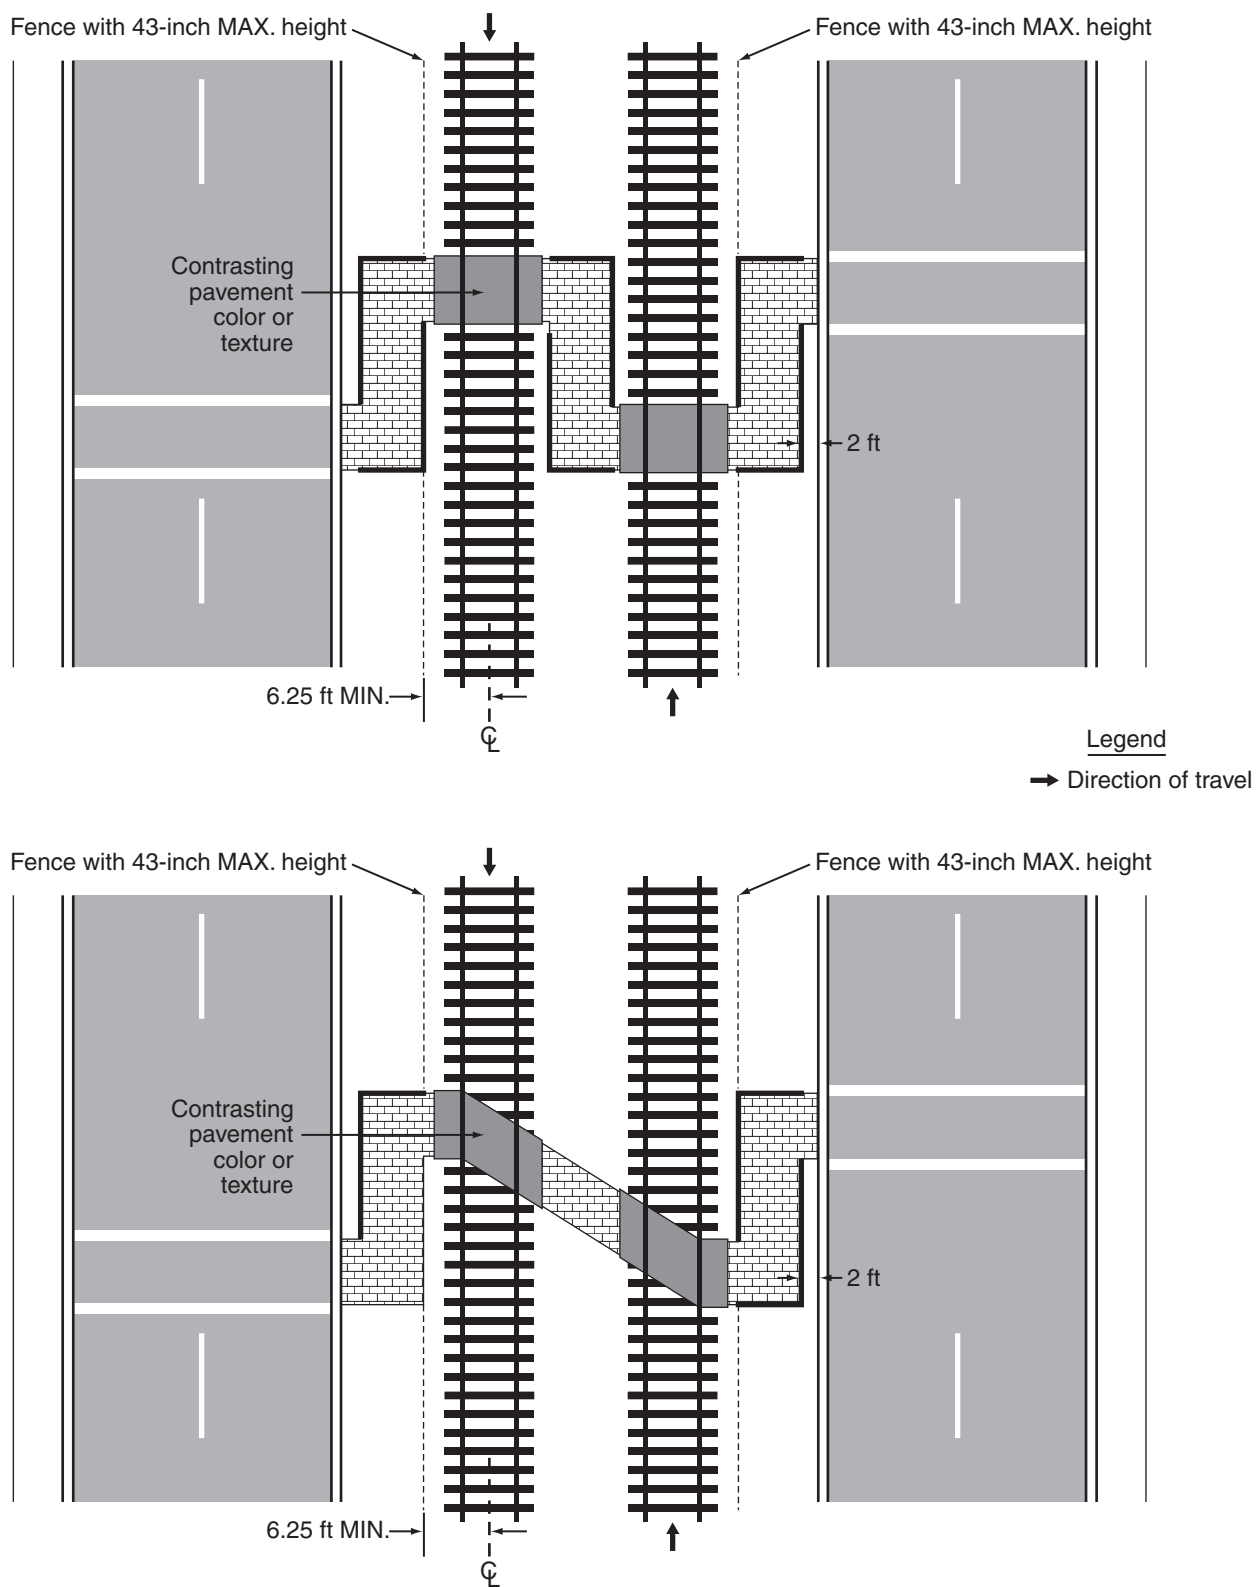 Fence with 43-inch MAX. height
Fence with 43-inch MAX. height
Contrasting
pavement
color or
texture
2 ft
6.25 ft MIN.
℄
Legend
Direction of travel
Fence with 43-inch MAX. height
Fence with 43-inch MAX. height
Contrasting
pavement
color or
texture
2 ft
6.25 ft MIN.
℄